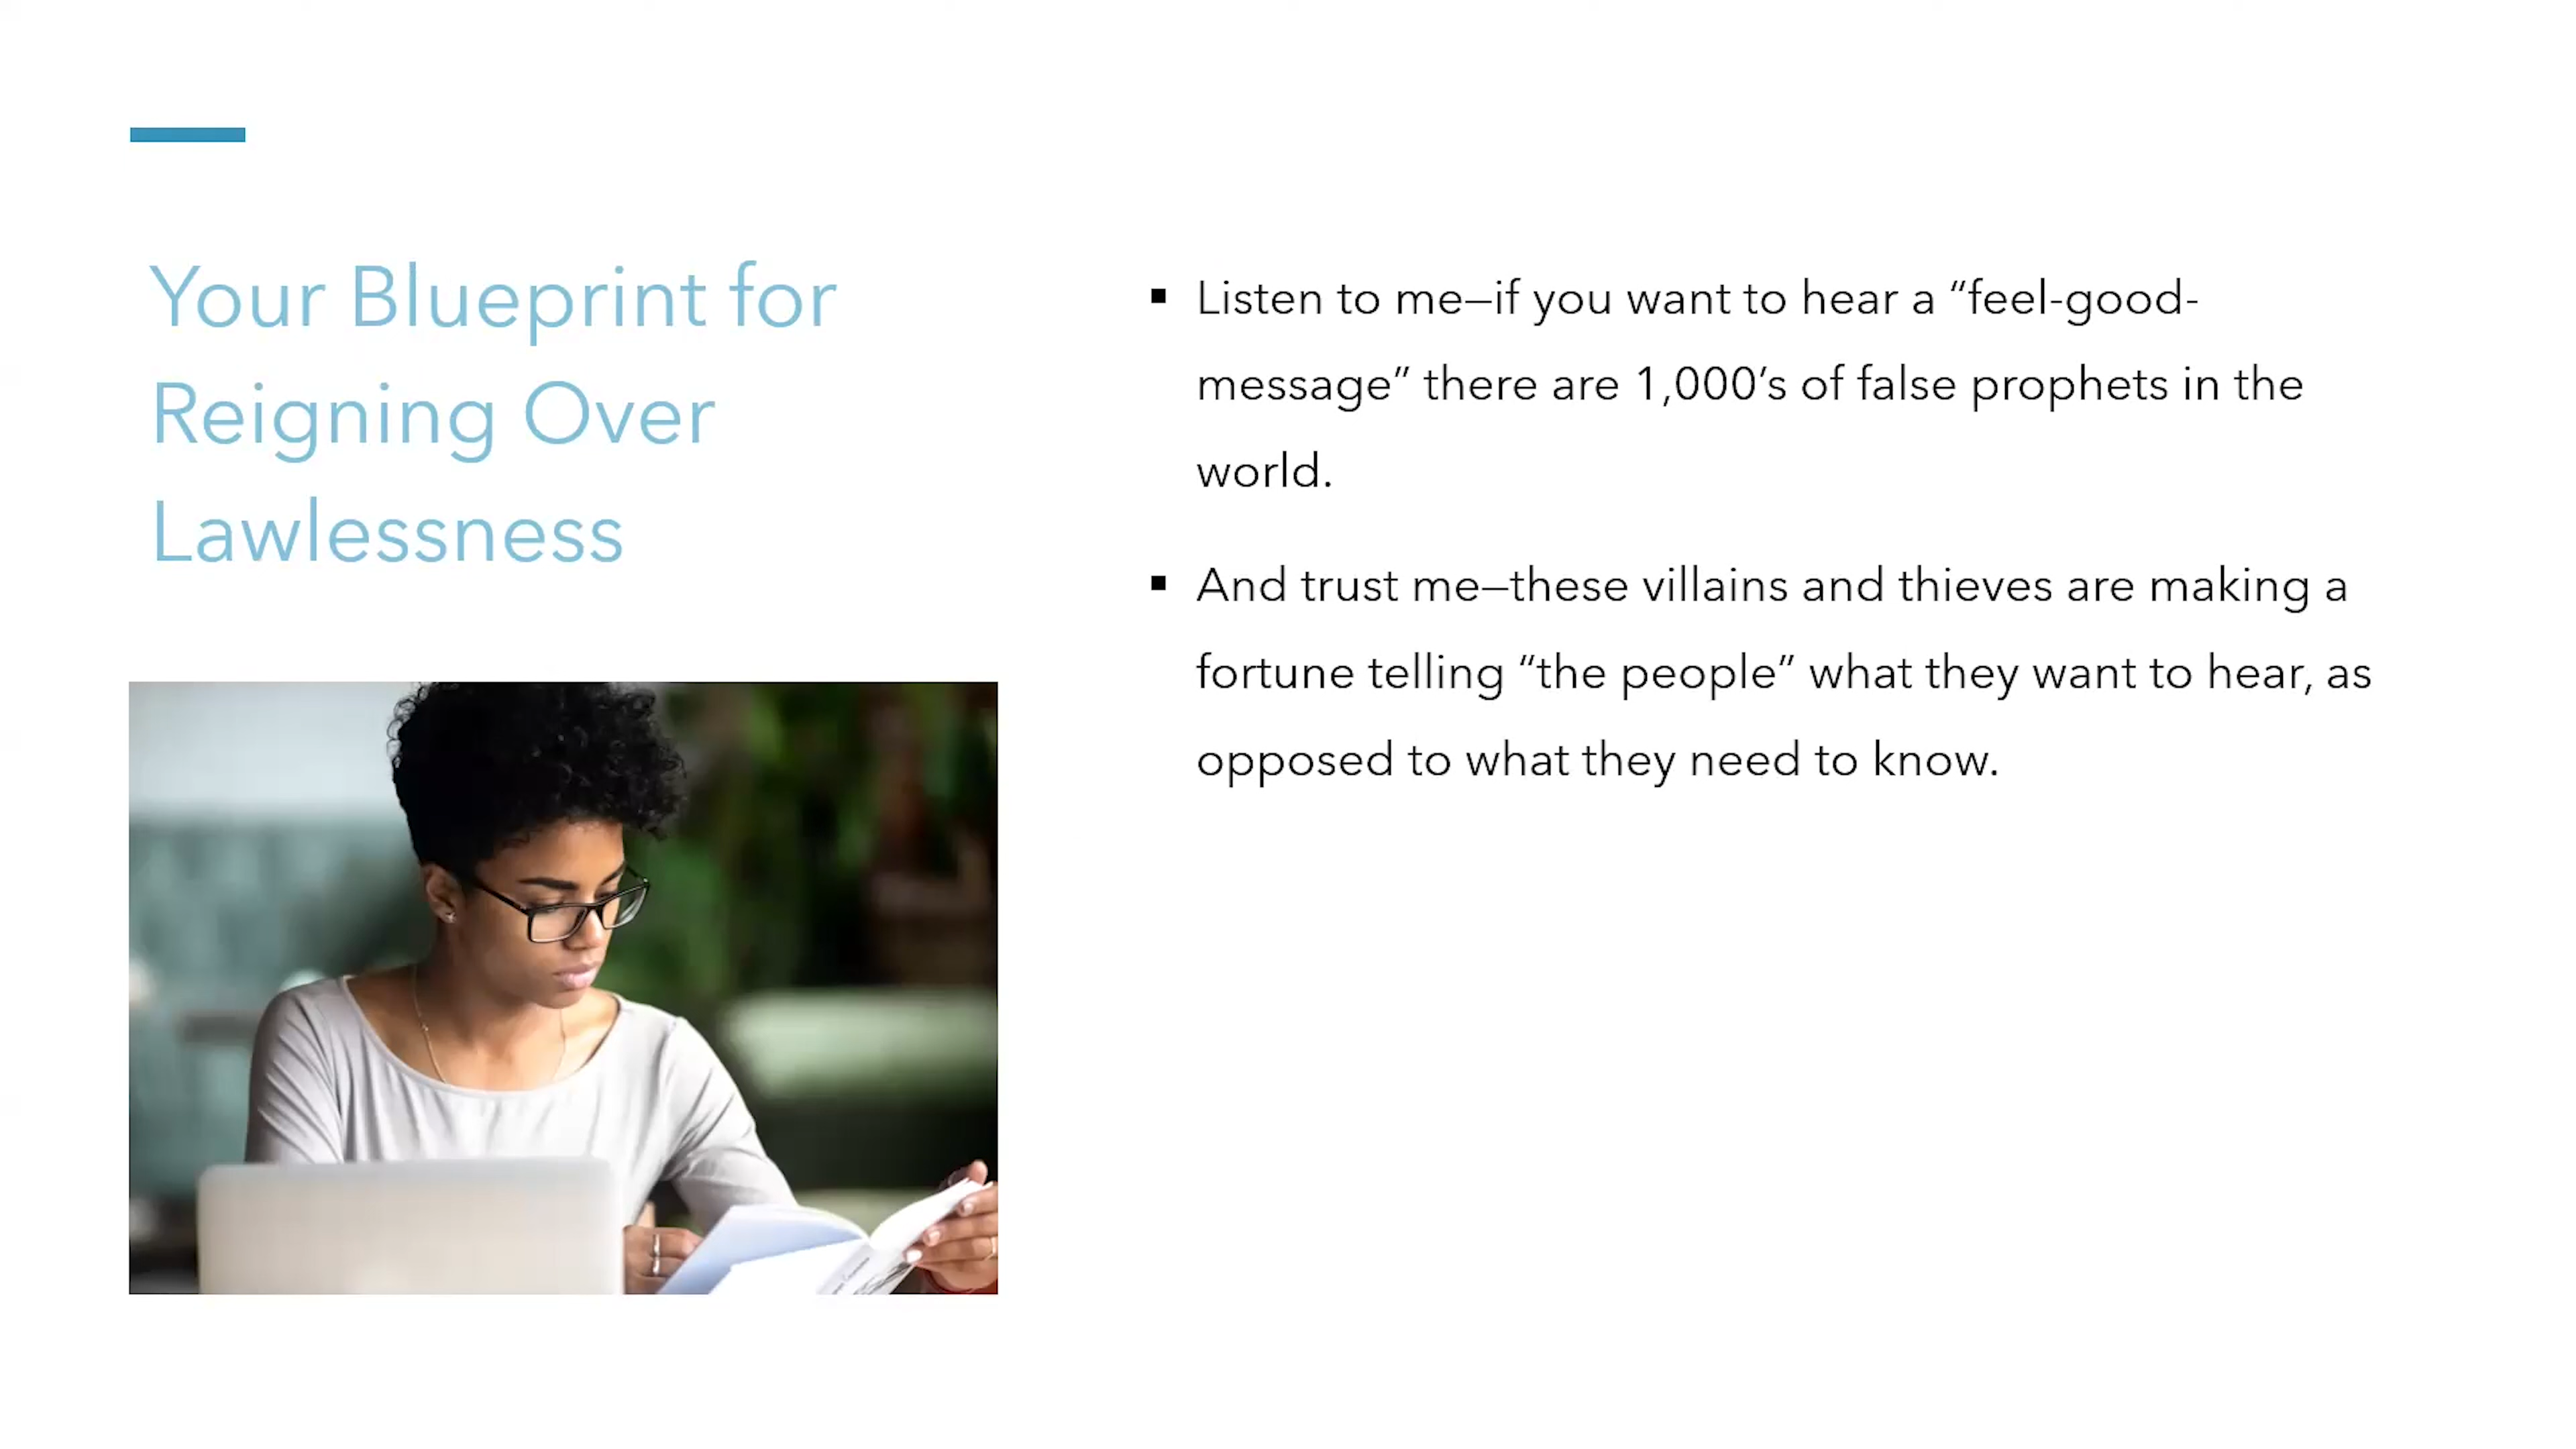 Your Blueprint for
Reigning Over
Lawlessness
▪ Listen to me—if you want to hear a “feel-good-
message” there are 1,000’s of false prophets in the
world.
▪ And trust me—these villains and thieves are making a
fortune telling “the people” what they want to hear, as
opposed to what they need to know.